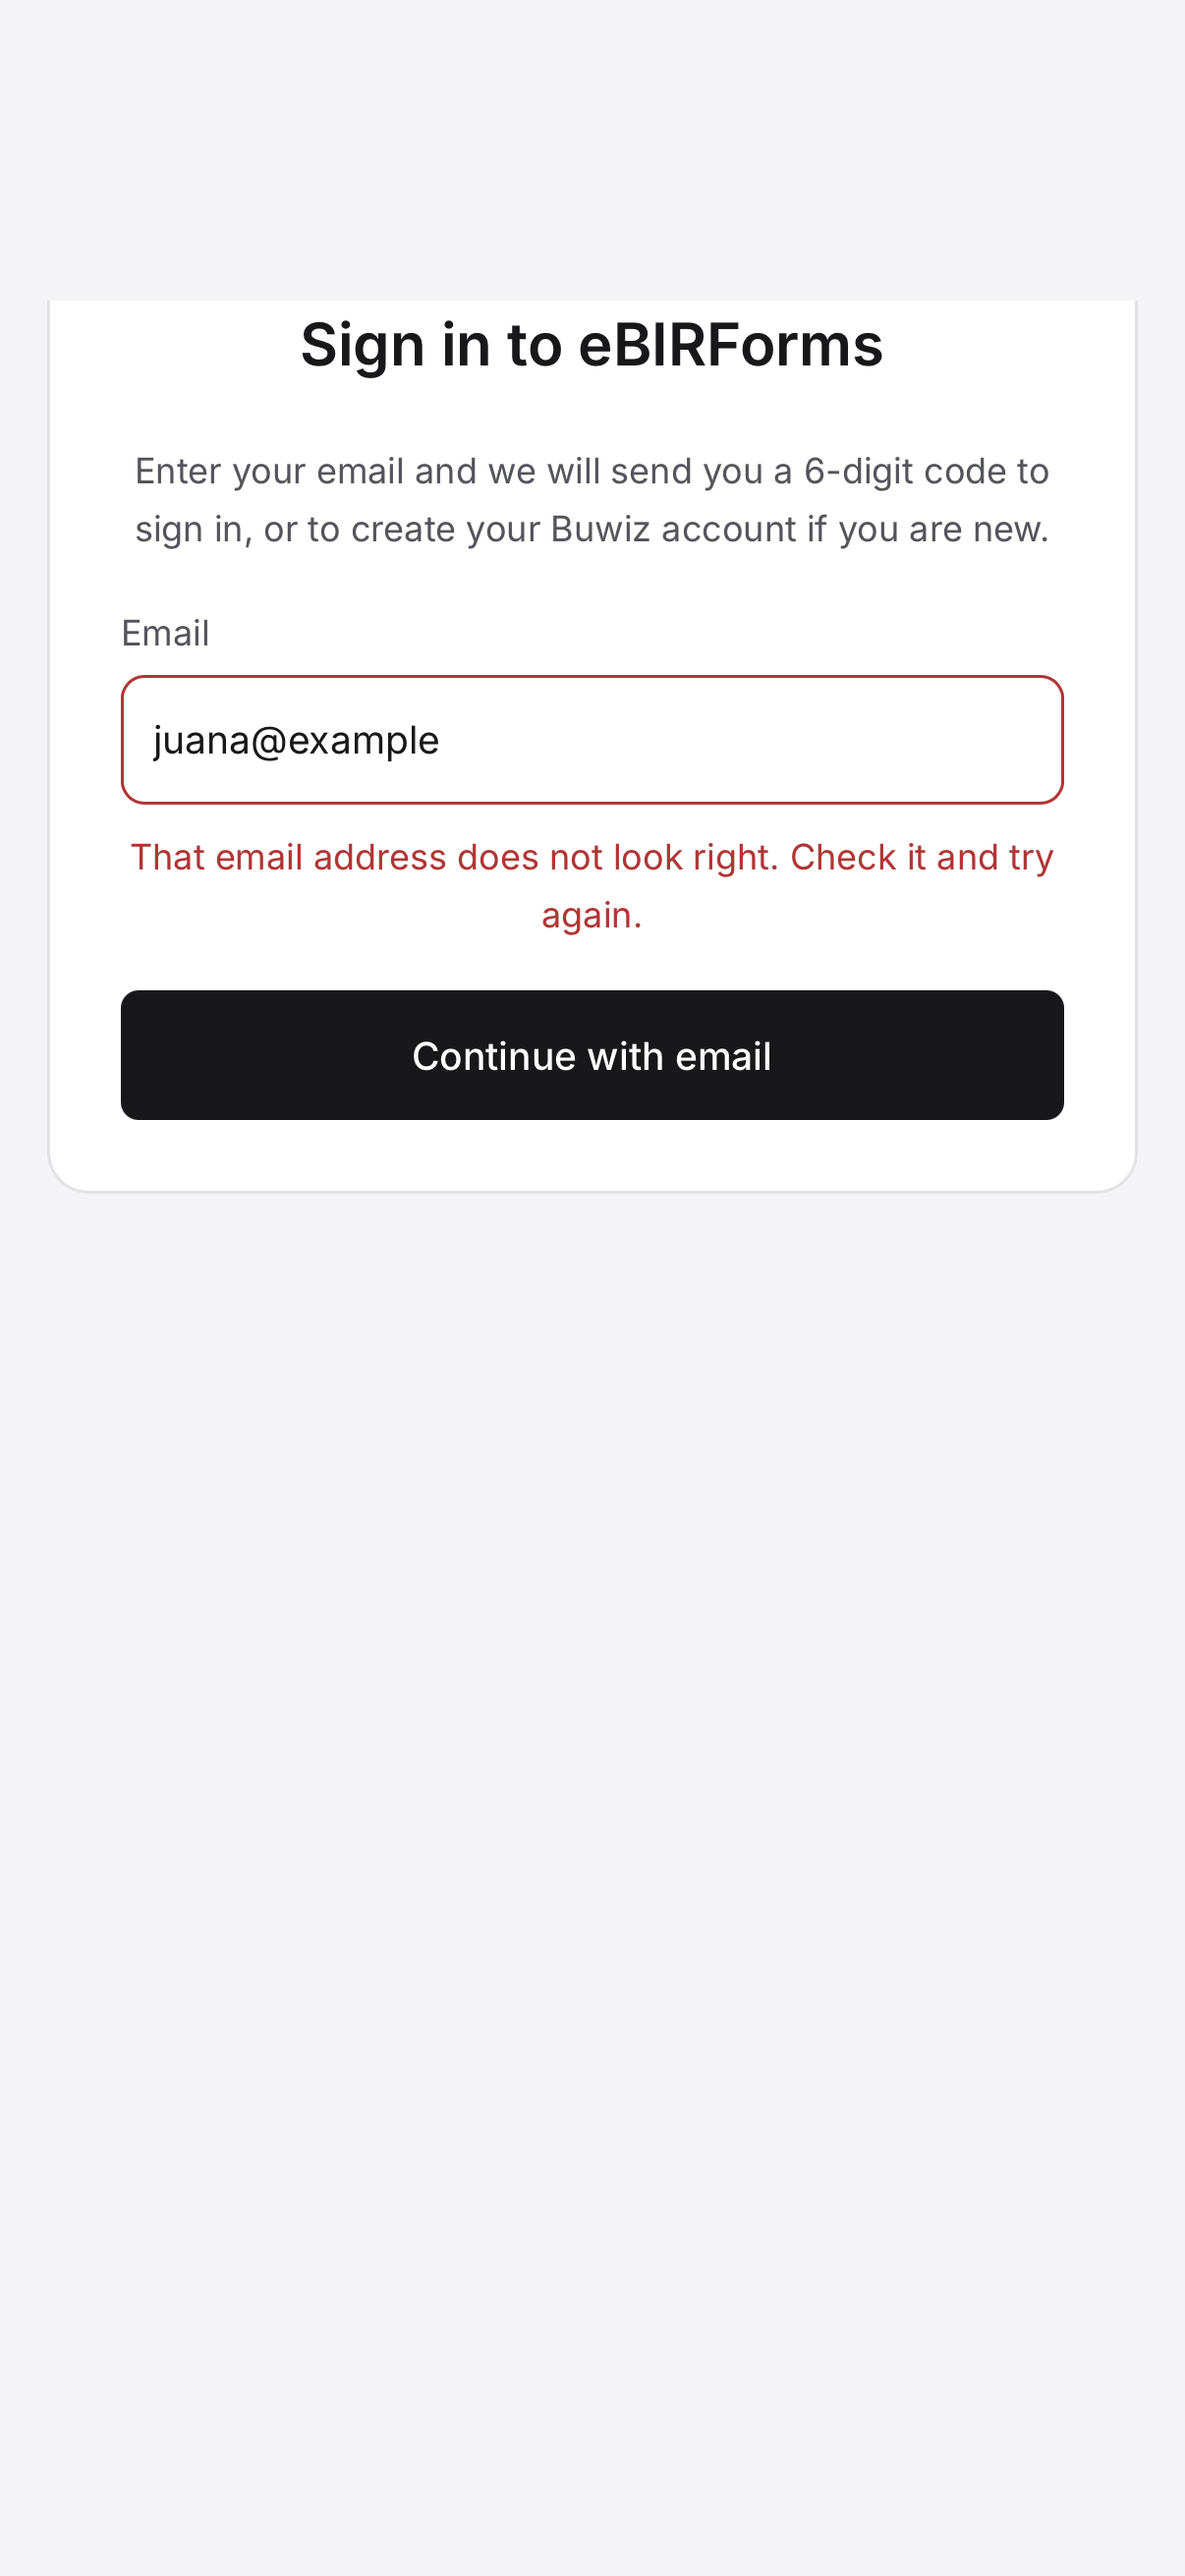 Sign in to eBIRForms
Enter your email and we will send you a 6-digit code to
sign in, or to create your Buwiz account if you are new.
Email
juana@example
That email address does not look right. Check it and try
again.
Continue with email